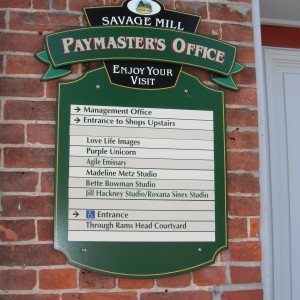 SAVAGE MILL
PAYMASTER'S OFFICE
ENJOY YOUR
VISIT
→ Management Office
→ Entrance to Shops Upstairs
Love Life Images
Purple Unicorn
Agile Emissary
Madeline Metz Studio
Bette Bowman Studio
Jill Hackney Studio/Roxana Sinex Studio
→ ♿ Entrance
Through Rams Head Courtyard